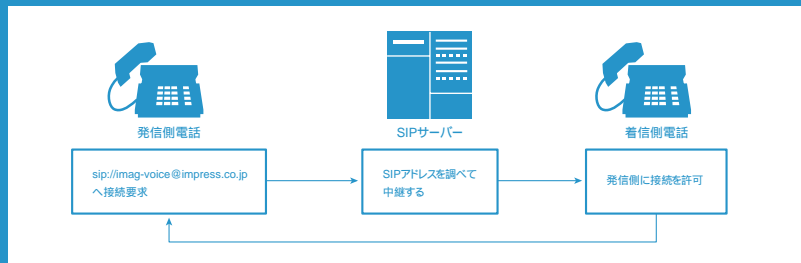 発信側電話
SIPサーバー
着信側電話
sip://imag-voice@impress.co.jp
へ接続要求
SIPアドレスを調べて
中継する
発信側に接続を許可